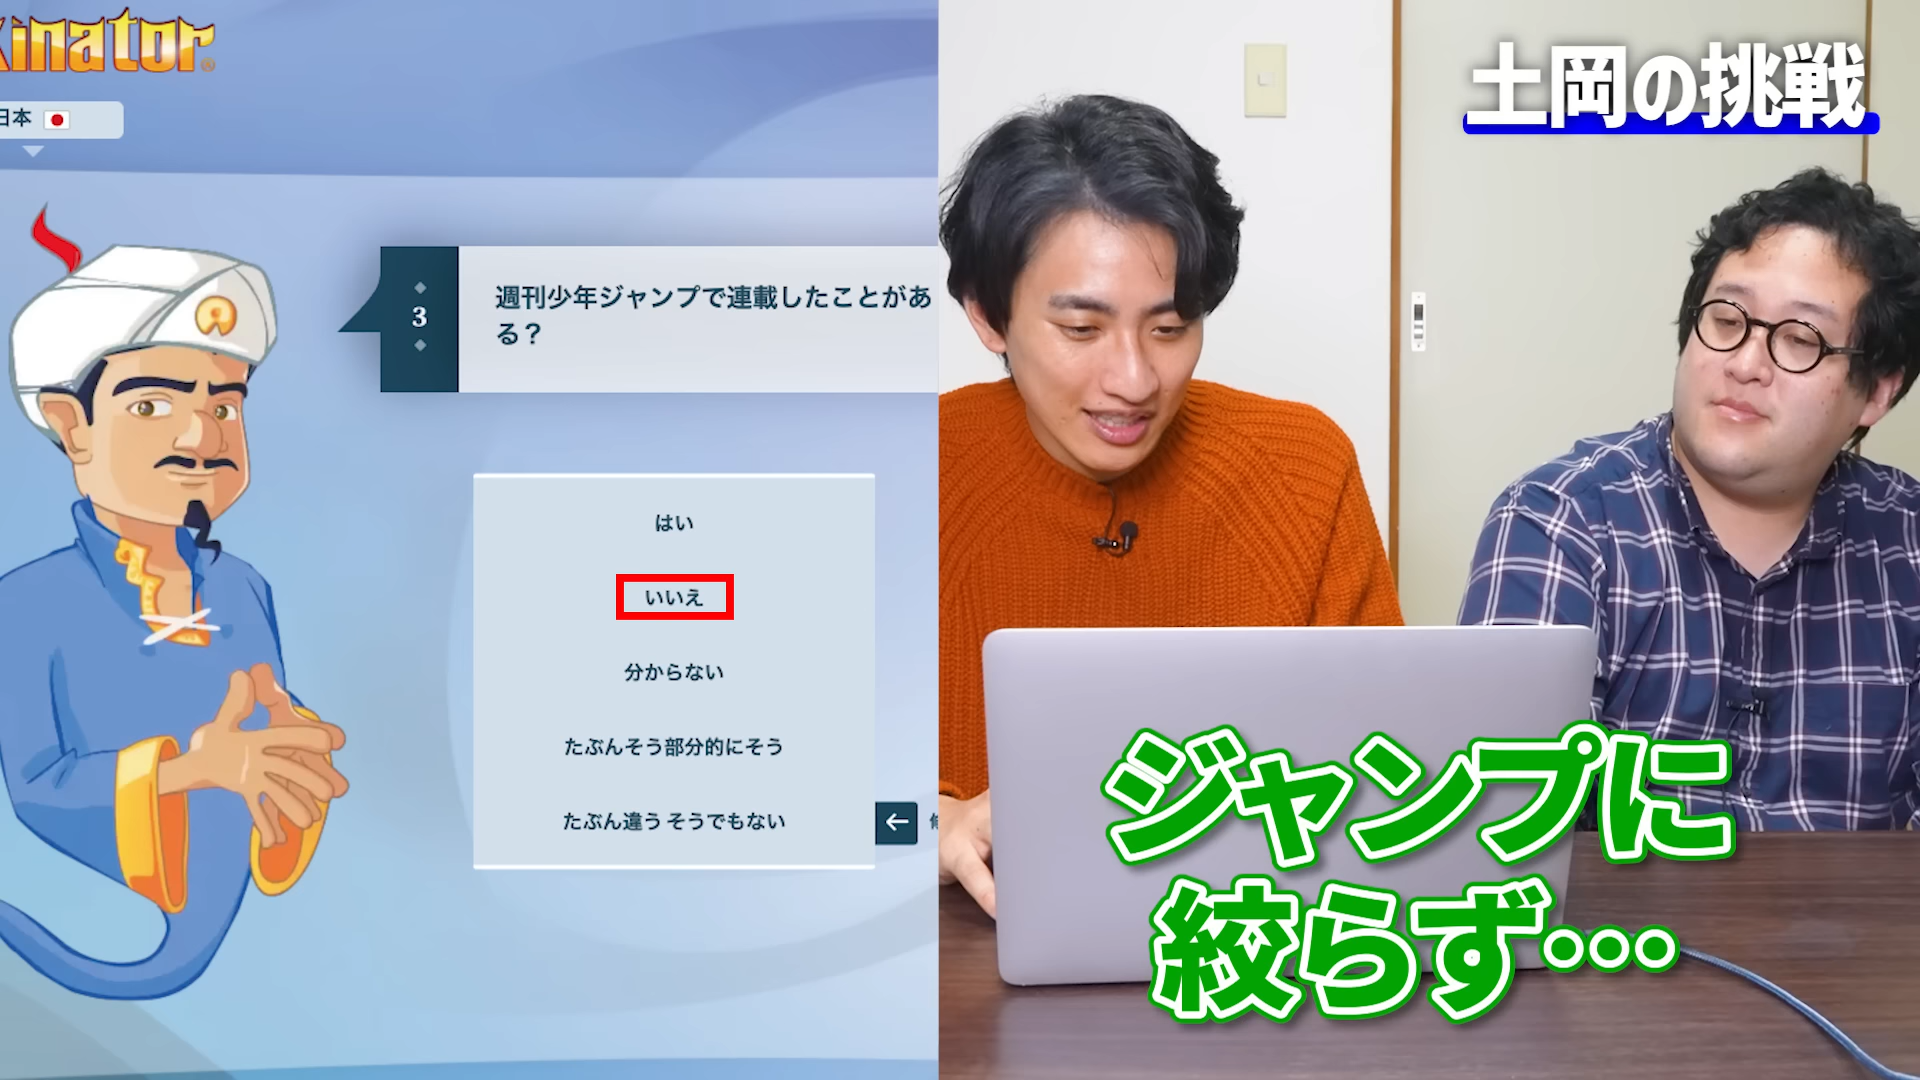 kinator®
日本
3
週刊少年ジャンプで連載したことがあ
る？
はい
いいえ
分からない
たぶんそう部分的にそう
たぶん違う そうでもない
土岡の挑戦
ジャンプに
絞らず…